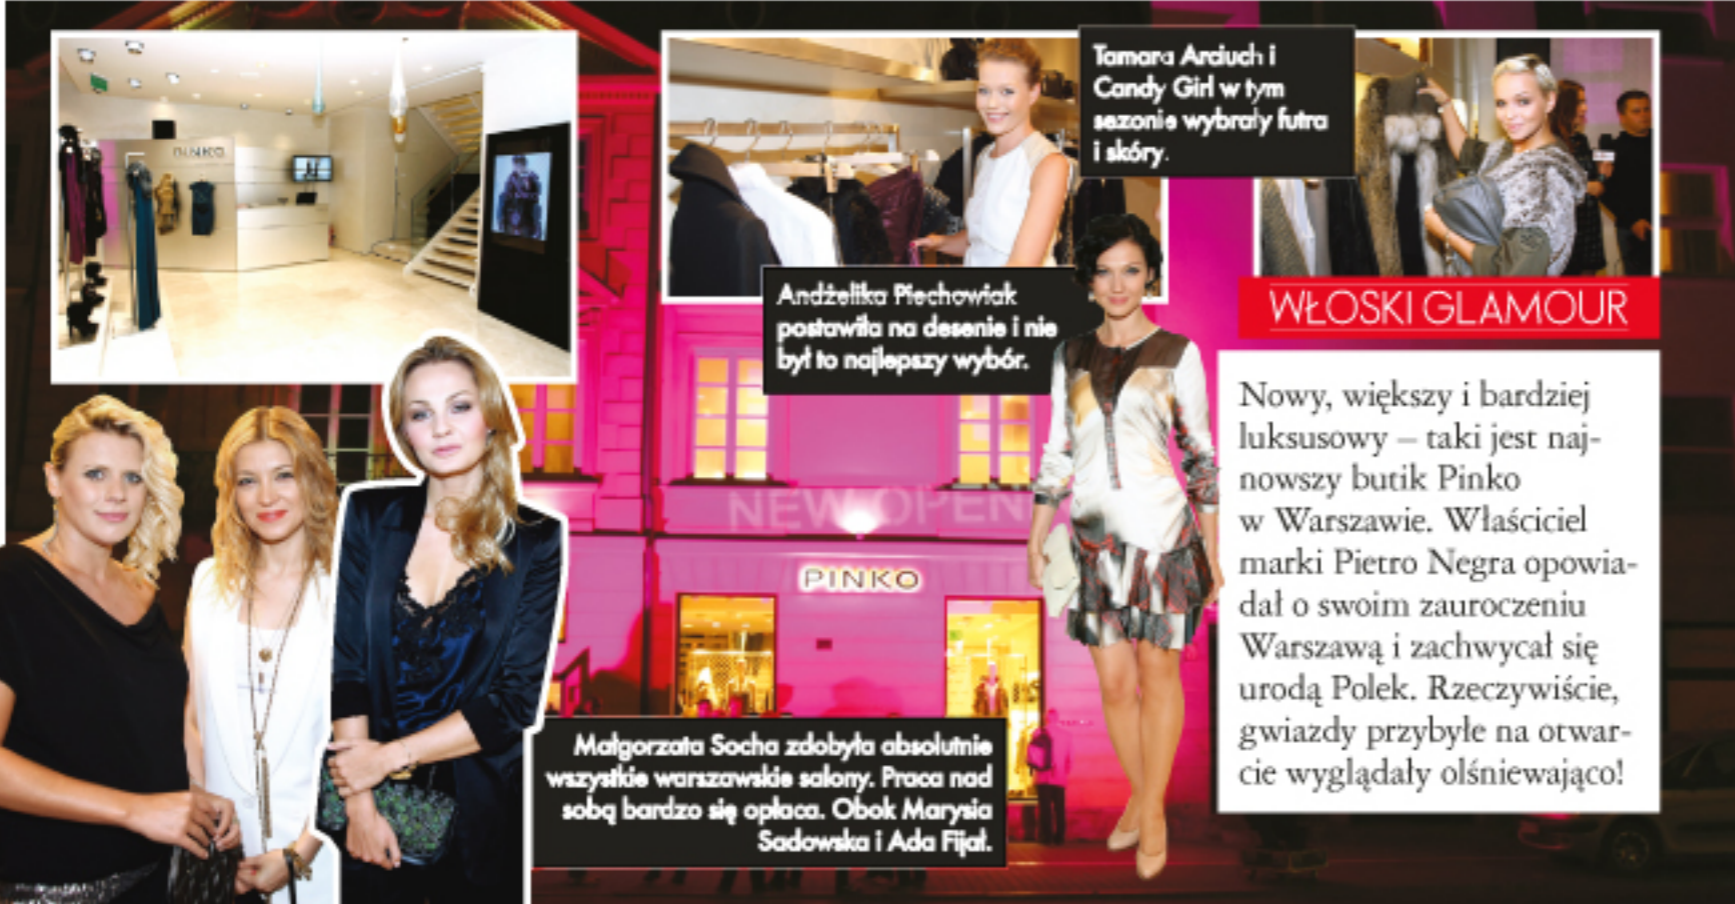 PINKO
Tamara Arciuch i
Candy Girl w tym
sezonie wybrały futra
i skóry.
Andżelika Piechowiak
postawiła na desenie i nie
był to najlepszy wybór.
WŁOSKI GLAMOUR
Nowy, większy i bardziej
luksusowy – taki jest naj-
nowszy butik Pinko
w Warszawie. Właściciel
marki Pietro Negra opowia-
dał o swoim zauroczeniu
Warszawą i zachwycał się
urodą Polek. Rzeczywiście,
gwiazdy przybyłe na otwar-
cie wyglądały olśniewająco!
NEW OPEN
PINKO
Małgorzata Socha zdobyła absolutnie
wszystkie warszawskie salony. Praca nad
sobą bardzo się opłaca. Obok Marysia
Sadowska i Ada Fijał.